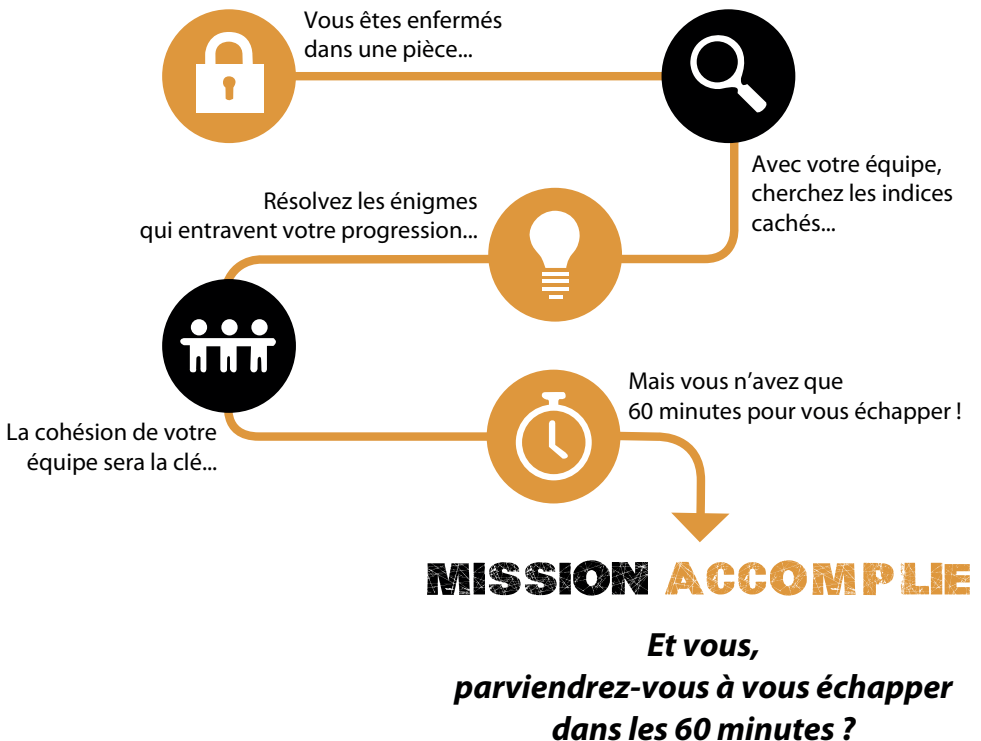 Vous êtes enfermés
dans une pièce...
Avec votre équipe,
cherchez les indices
cachés...
Résolvez les énigmes
qui entravent votre progression...
La cohésion de votre
équipe sera la clé...
Mais vous n’avez que
60 minutes pour vous échapper !
MISSION ACCOMPLIE
Et vous,
parviendrez-vous à vous échapper
dans les 60 minutes ?